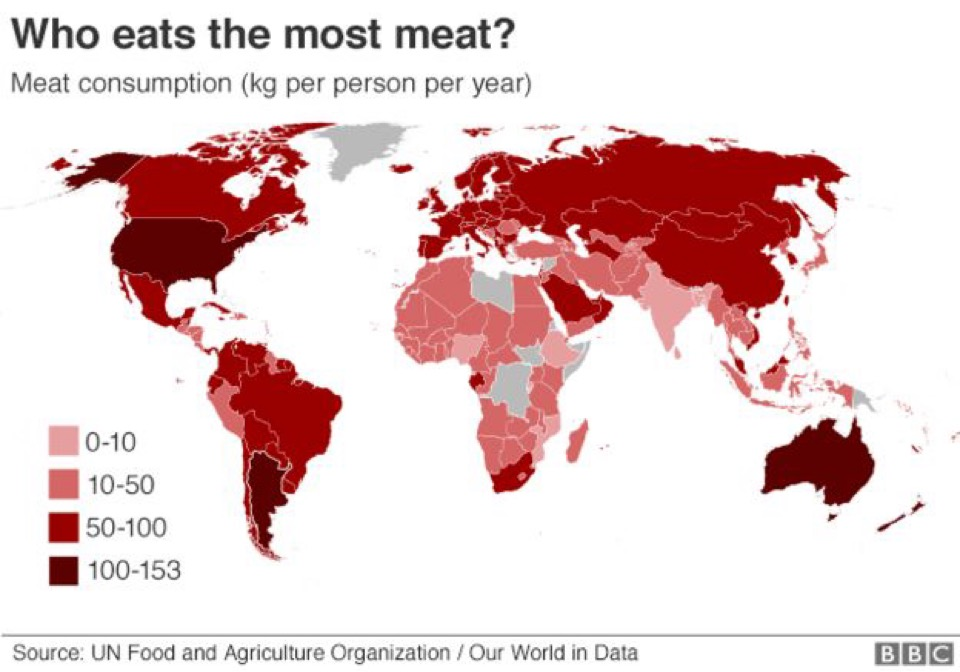 Who eats the most meat?
Meat consumption (kg per person per year)
0-10
10-50
50-100
100-153
Source: UN Food and Agriculture Organization / Our World in Data
BBC